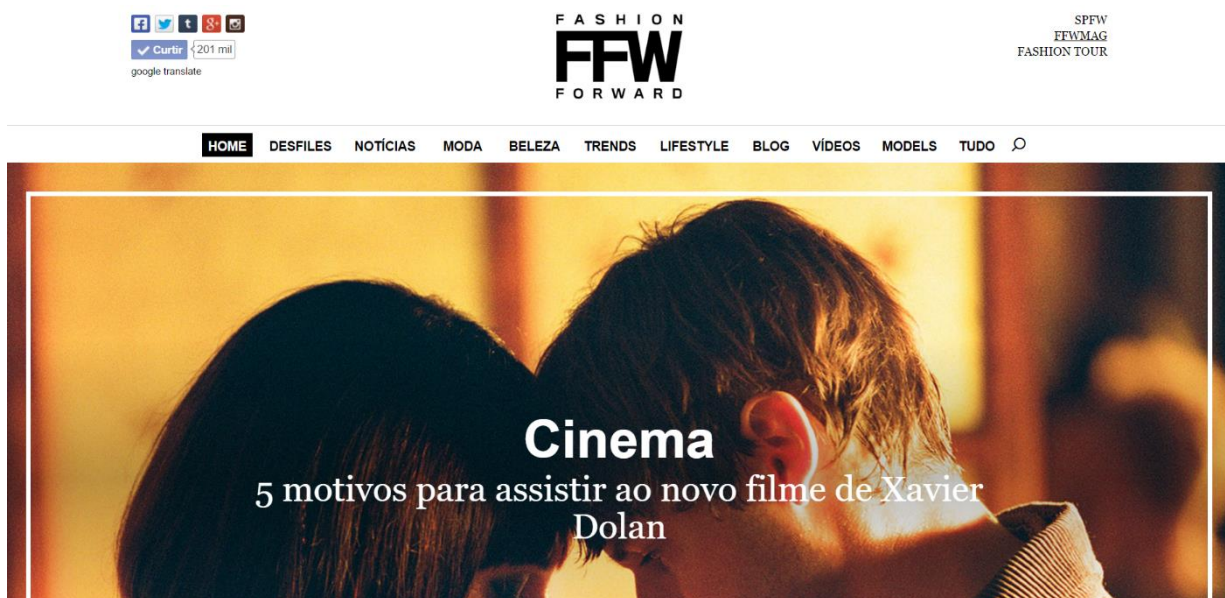 Curtir 201 mil
google translate
FASHION
FFW
FORWARD
SPFW
FFWMAG
FASHION TOUR
HOME DESFILES NOTÍCIAS MODA BELEZA TRENDS LIFESTYLE BLOG VÍDEOS MODELS TUDO
Cinema
5 motivos para assistir ao novo filme de Xavier
Dolan